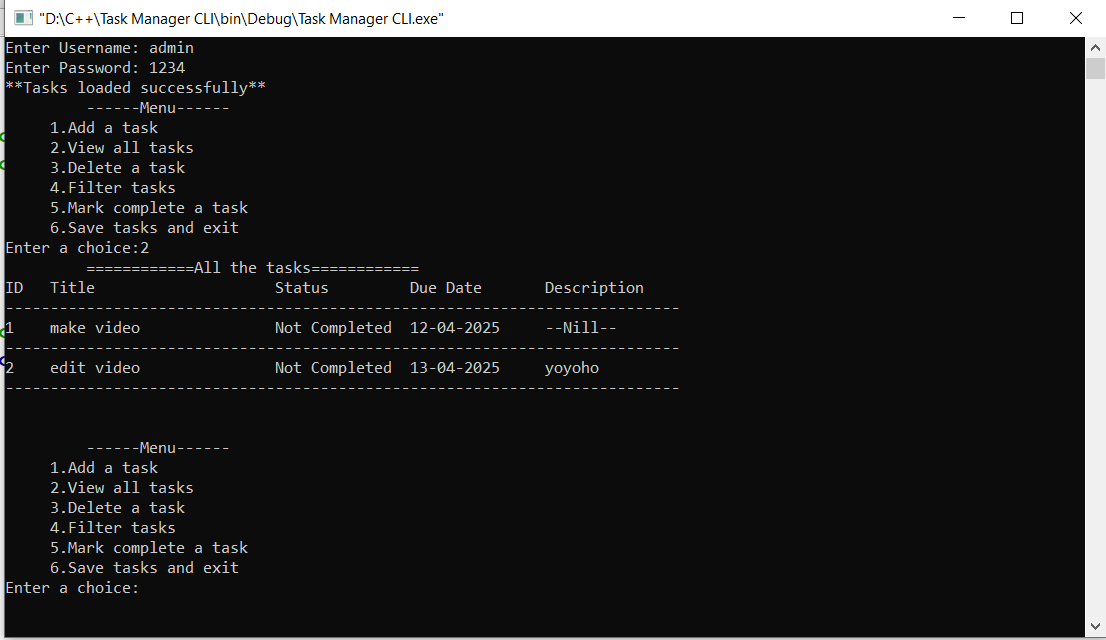 "D:\C++\Task Manager CLI\bin\Debug\Task Manager CLI.exe"
Enter Username: admin
Enter Password: 1234
**Tasks loaded successfully**
------Menu------
1.Add a task
2.View all tasks
3.Delete a task
4.Filter tasks
5.Mark complete a task
6.Save tasks and exit
Enter a choice:2
============All the tasks============
ID Title Status Due Date Description
---------------------------------------------------------------------------
1 make video Not Completed 12-04-2025 --Nill--
---------------------------------------------------------------------------
2 edit video Not Completed 13-04-2025 yoyoho
---------------------------------------------------------------------------
------Menu------
1.Add a task
2.View all tasks
3.Delete a task
4.Filter tasks
5.Mark complete a task
6.Save tasks and exit
Enter a choice: